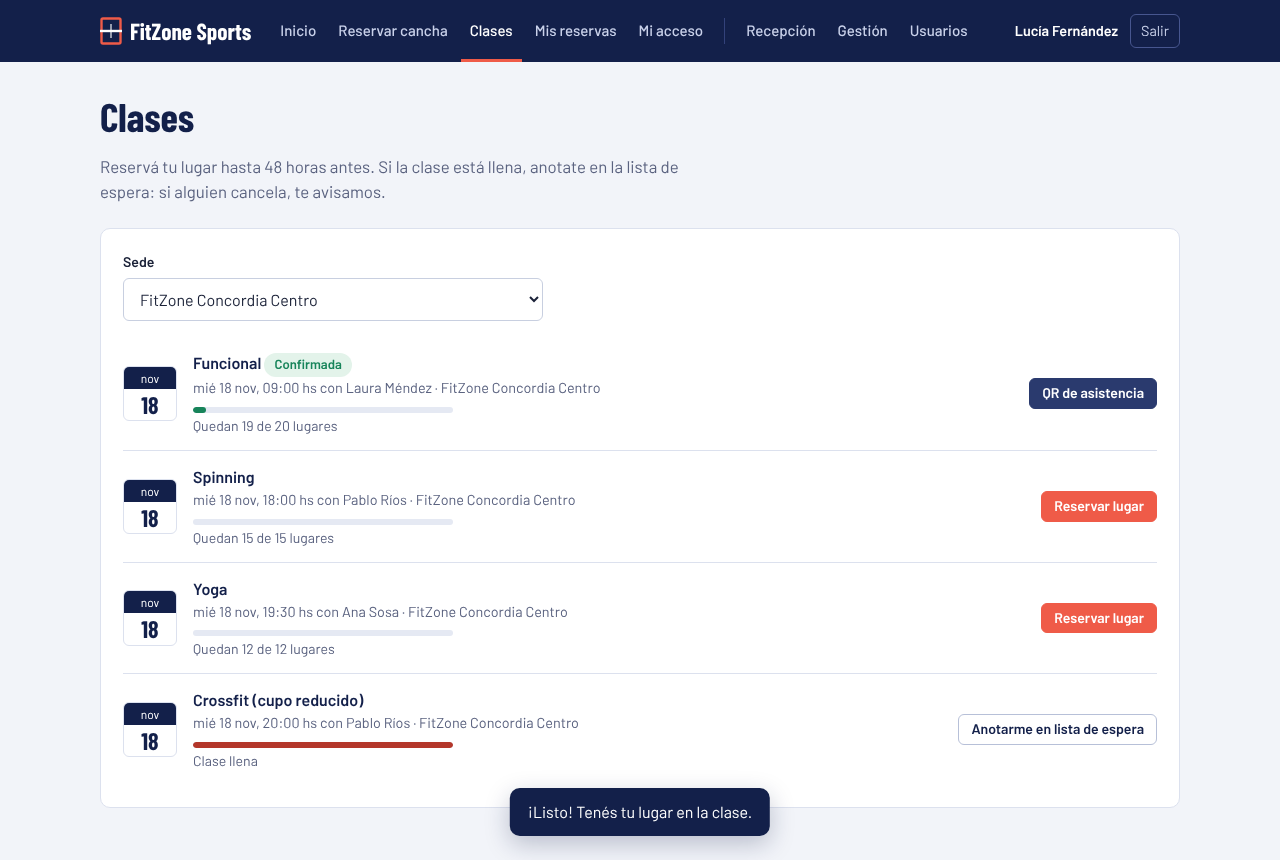 FitZone Sports
Inicio
Reservar cancha
Clases
Mis reservas
Mi acceso
Recepción
Gestión
Usuarios
Lucía Fernández
Salir
Clases
Reservá tu lugar hasta 48 horas antes. Si la clase está llena, anotate en la lista de
espera: si alguien cancela, te avisamos.
Sede
FitZone Concordia Centro
nov
18
Funcional Confirmada
mié 18 nov, 09:00 hs con Laura Méndez · FitZone Concordia Centro
Quedan 19 de 20 lugares
QR de asistencia
nov
18
Spinning
mié 18 nov, 18:00 hs con Pablo Ríos · FitZone Concordia Centro
Quedan 15 de 15 lugares
Reservar lugar
nov
18
Yoga
mié 18 nov, 19:30 hs con Ana Sosa · FitZone Concordia Centro
Quedan 12 de 12 lugares
Reservar lugar
nov
18
Crossfit (cupo reducido)
mié 18 nov, 20:00 hs con Pablo Ríos · FitZone Concordia Centro
Clase llena
Anotarme en lista de espera
¡Listo! Tenés tu lugar en la clase.